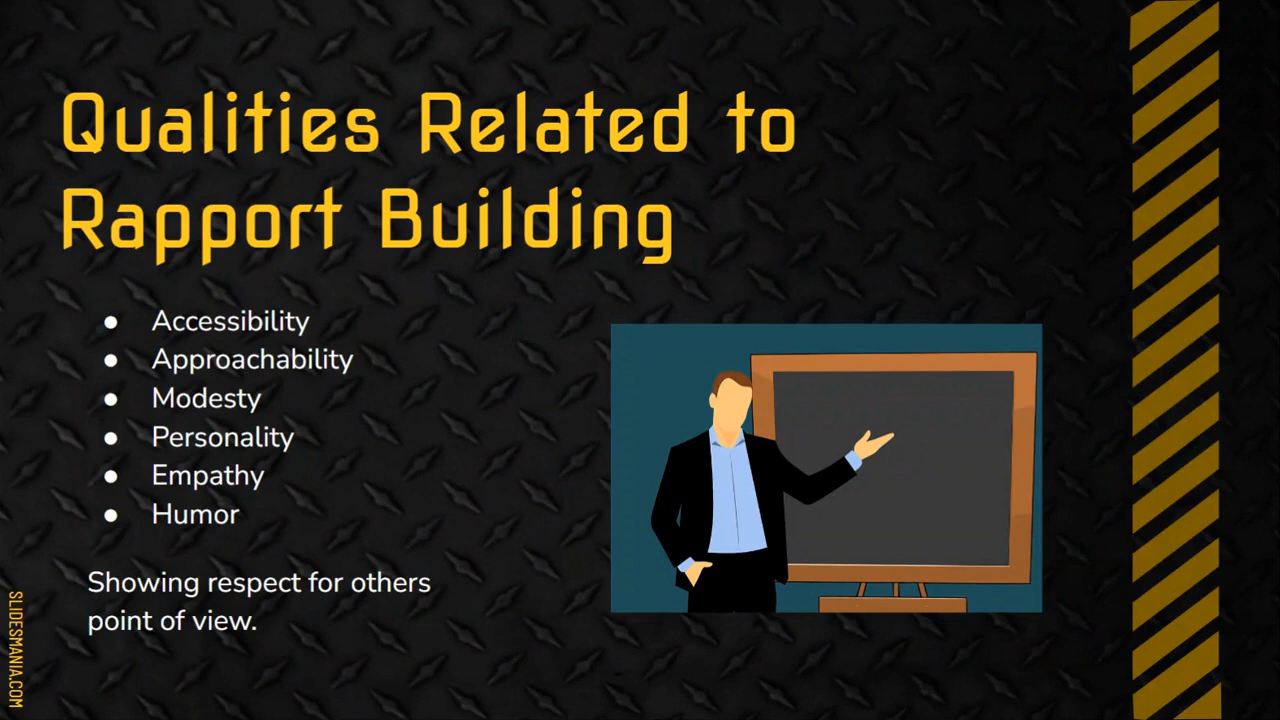 Qualities Related to
Rapport Building
● Accessibility
● Approachability
● Modesty
● Personality
● Empathy
● Humor
Showing respect for others
point of view.
SLIDESMANIA.COM